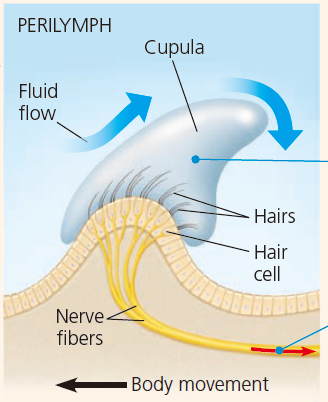 PERILYMPH
Cupula
Fluid
flow
Hairs
Hair
cell
Nerve
fibers
Body movement